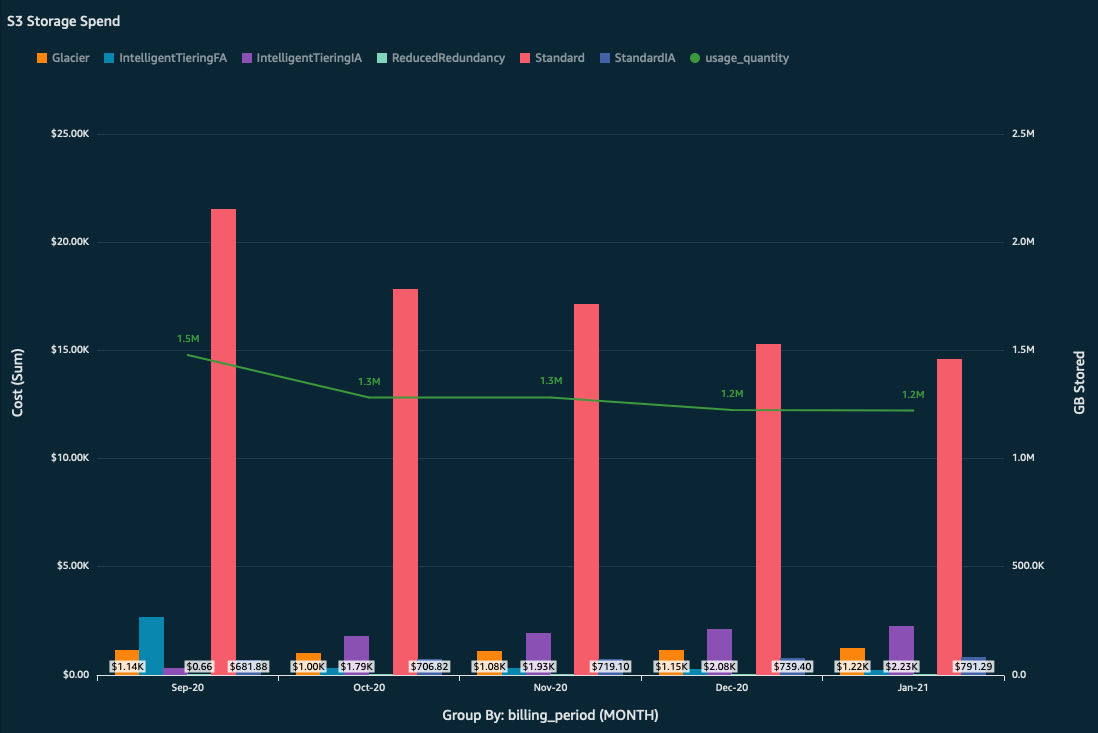 S3 Storage Spend
Glacier IntelligentTieringFA IntelligentTieringIA ReducedRedundancy Standard StandardIA usage_quantity
$25.00K 2.5M
$20.00K 2.0M
1.5M
$15.00K 1.5M
1.3M 1.3M
1.2M 1.2M
Cost (Sum)
GB Stored
$10.00K 1.0M
$5.00K 500.0K
$1.14K $0.66 $681.88 $1.00K $1.79K $706.82 $1.08K $1.93K $719.10 $1.15K $2.08K $739.40 $1.22K $2.23K $791.29
$0.00 0.0
Sep-20 Oct-20 Nov-20 Dec-20 Jan-21
Group By: billing_period (MONTH)